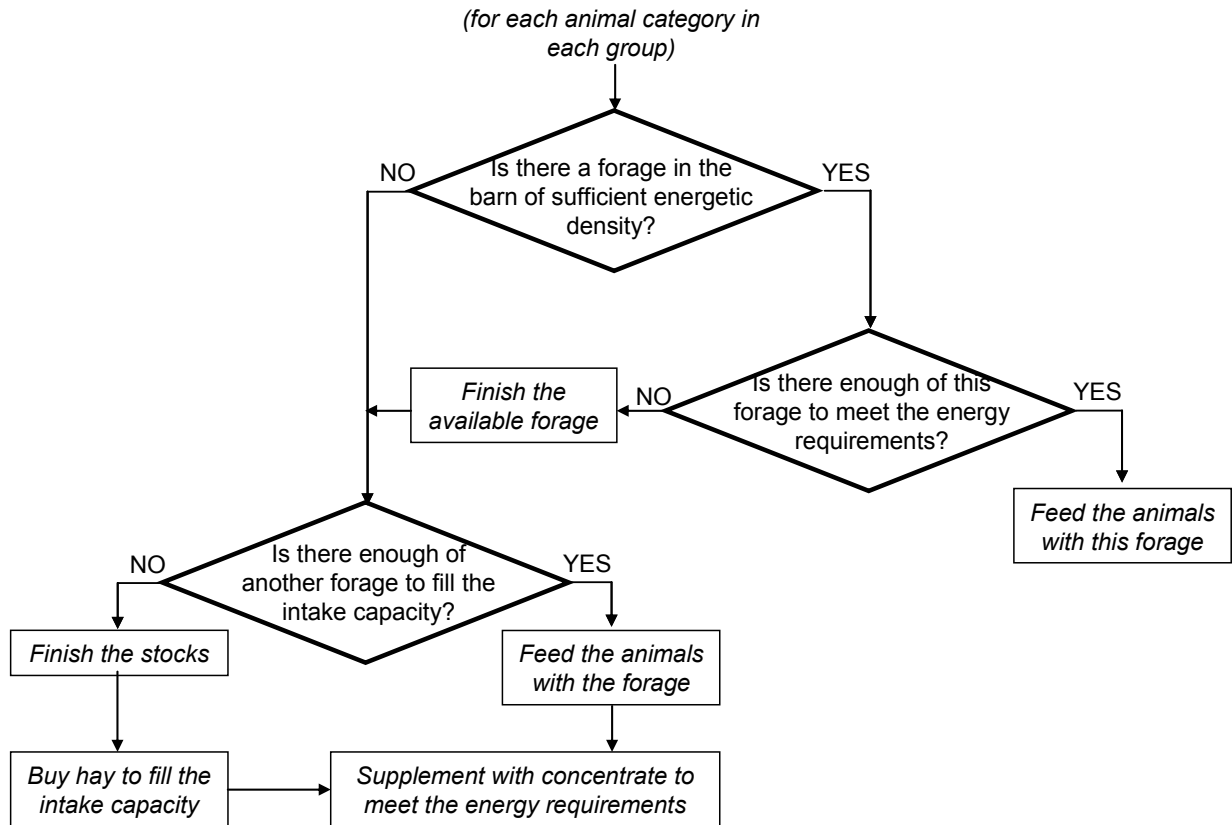 (for each animal category in
each group)
NO
Is there a forage in the
barn of sufficient energetic
density?
YES
Finish the
available forage
NO
Is there enough of this
forage to meet the energy
requirements?
YES
Feed the animals
with this forage
NO
Is there enough of
another forage to fill the
intake capacity?
YES
Finish the stocks
Feed the animals
with the forage
Buy hay to fill the
intake capacity
Supplement with concentrate to
meet the energy requirements